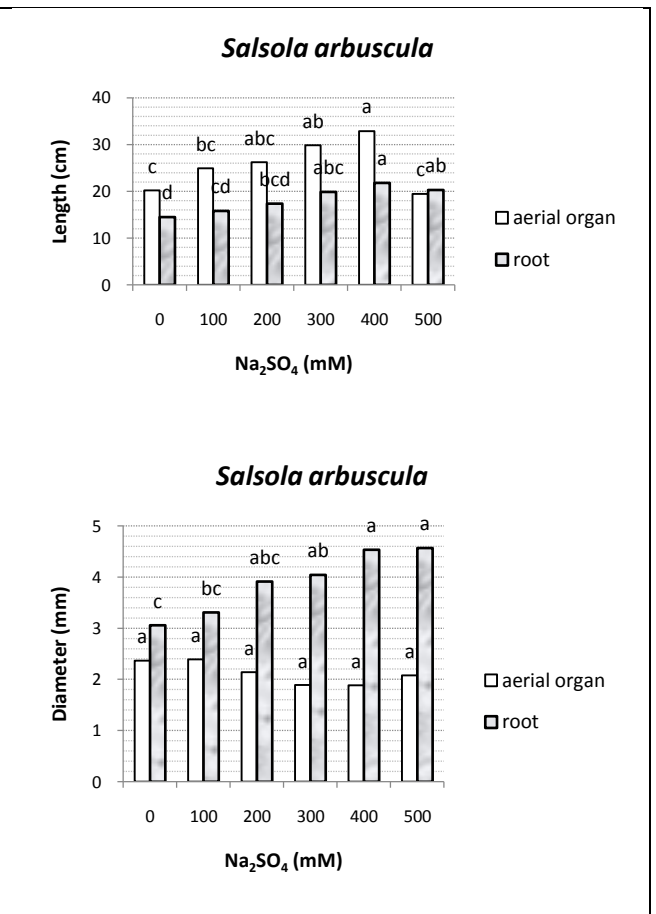 Salsola arbuscula
Length (cm)
40
30
20
10
0
c
d
bc
cd
abc
bcd
ab
abc
a
a
c
ab
0 100 200 300 400 500
Na₂SO₄ (mM)
aerial organ
root
Salsola arbuscula
Diameter (mm)
5
4
3
2
1
0
a
c
a
bc
a
abc
a
ab
a
a
a
a
0 100 200 300 400 500
Na₂SO₄ (mM)
aerial organ
root